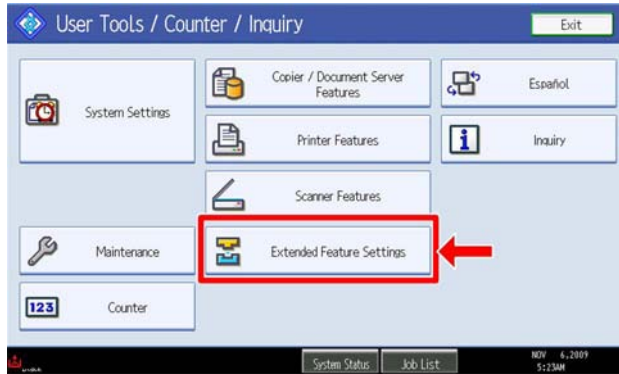 User Tools / Counter / Inquiry
Exit
System Settings
Copier / Document Server
Features
Español
Printer Features
Inquiry
Scanner Features
Maintenance
Extended Feature Settings
123
Counter
System Status
Job List
NOV 6,2009
5:23AM